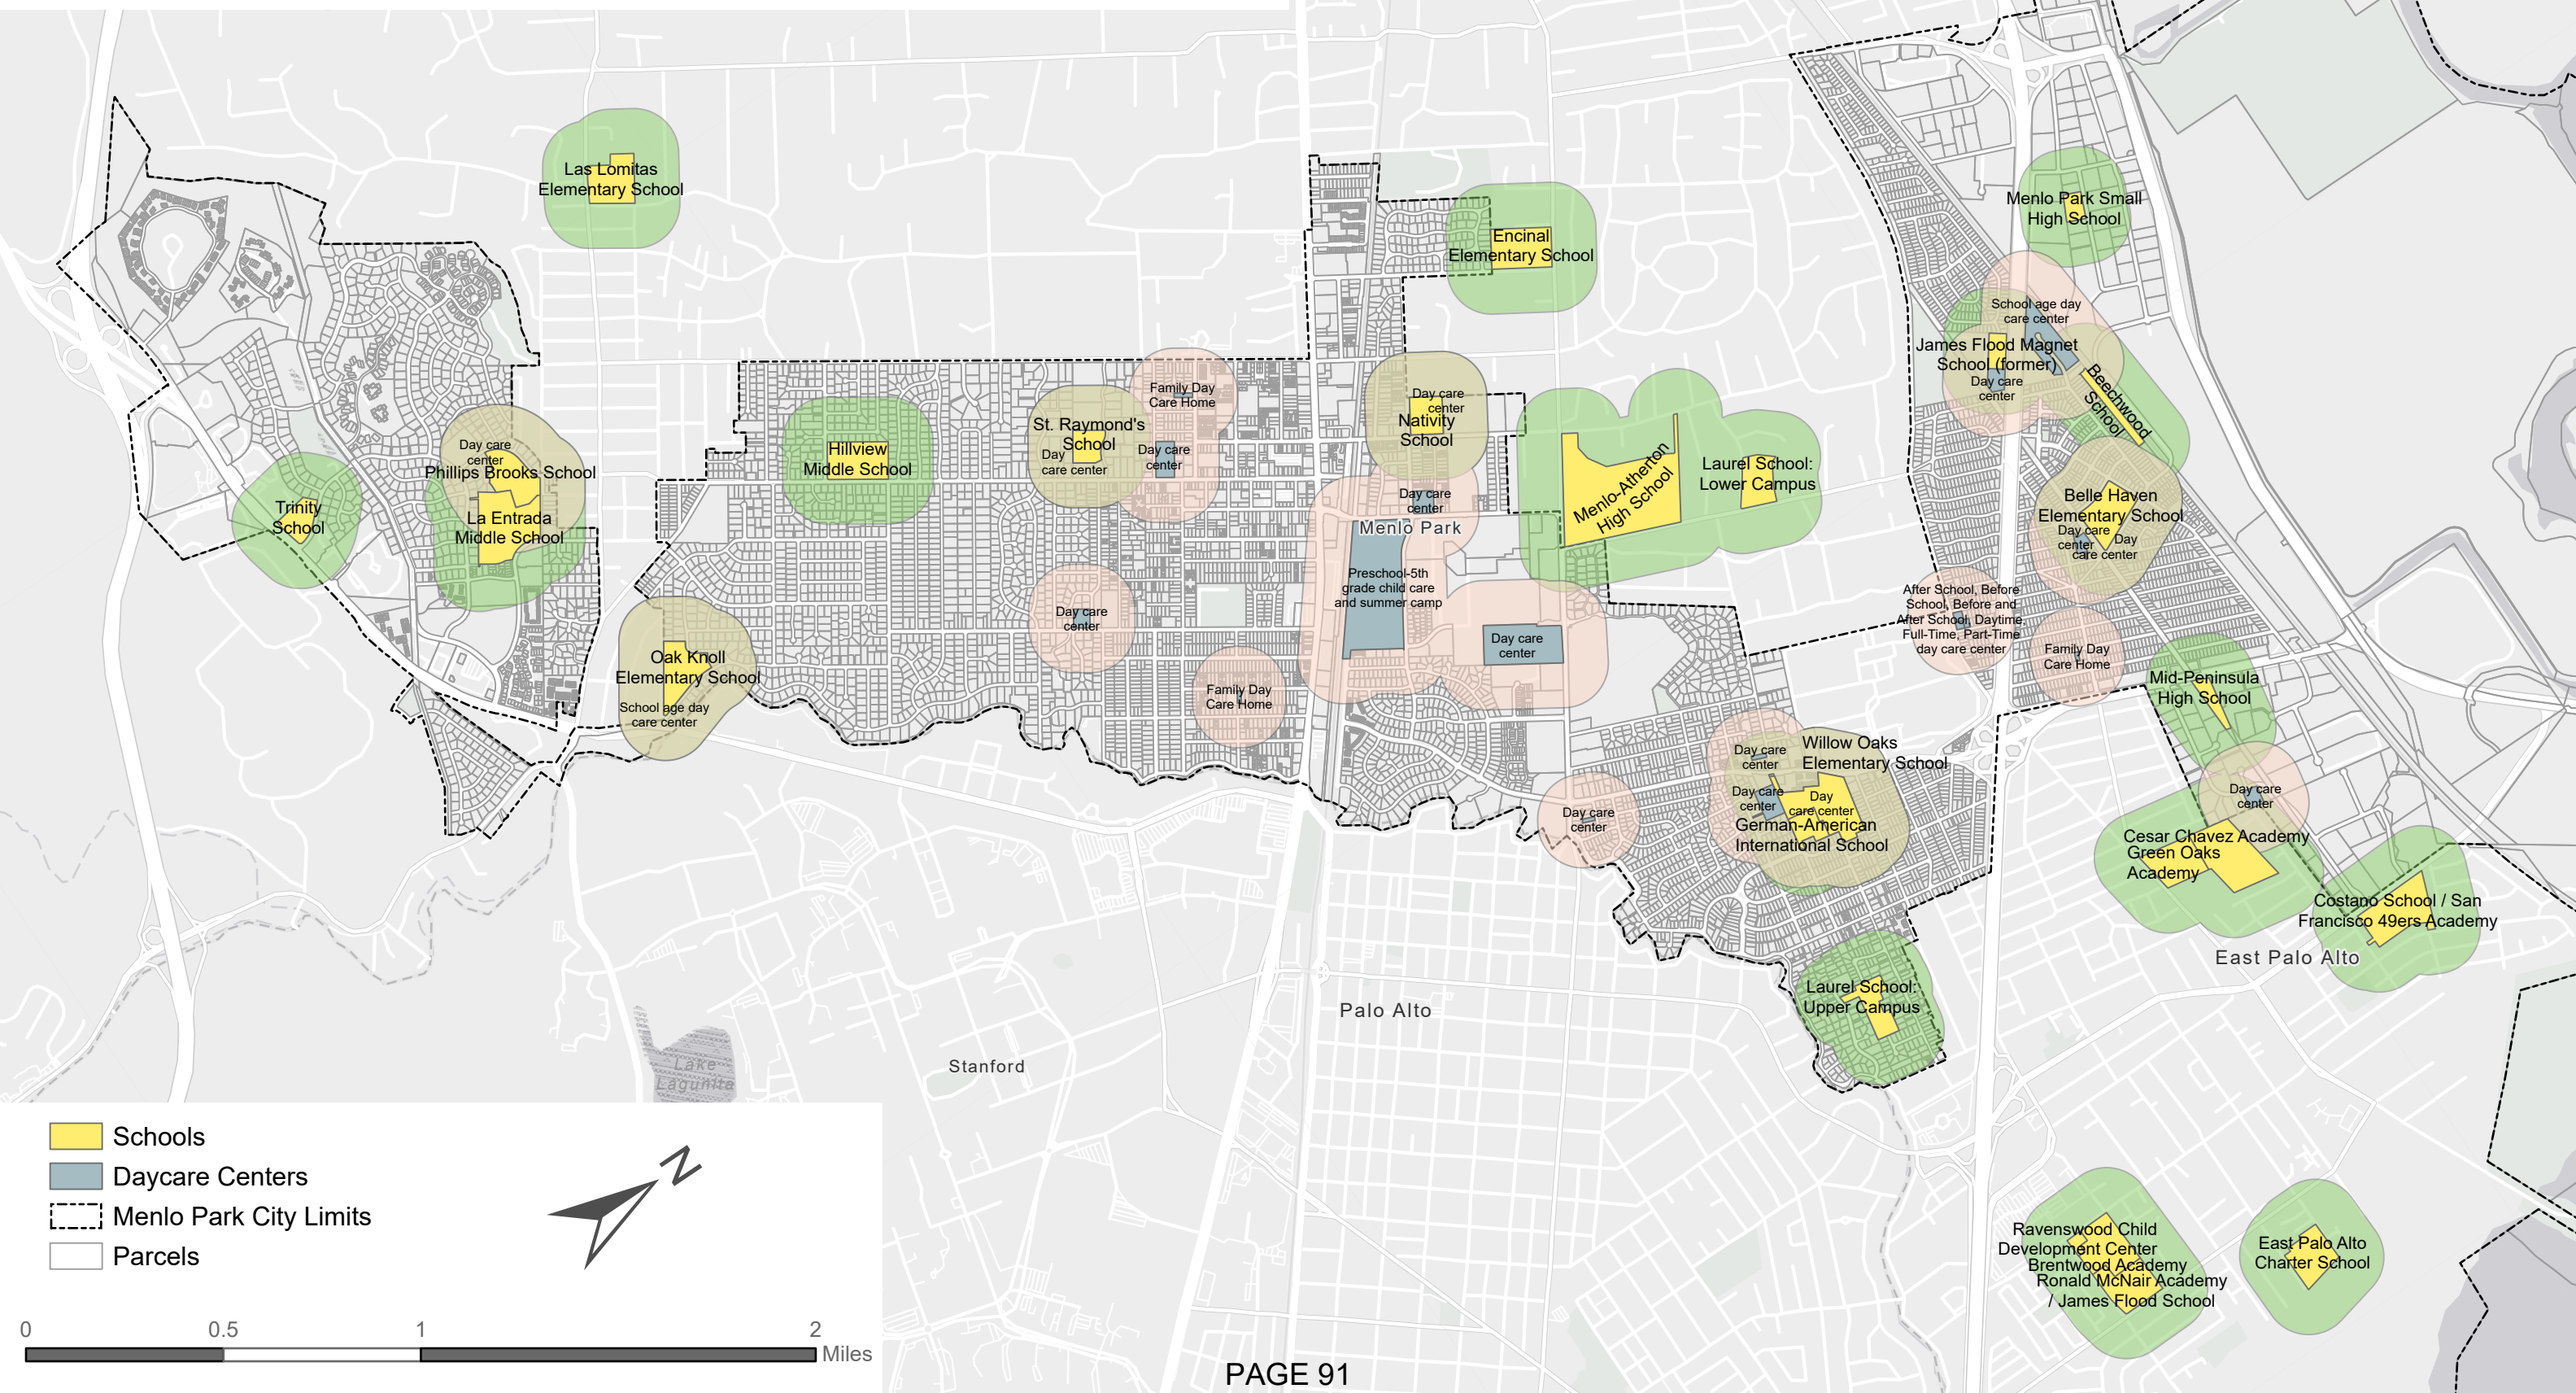 Las Lomitas
Elementary School
Menlo Park Small
High School
Encinal
Elementary School
School age day
care center
James Flood Magnet
School (former)
Day care
center
Beechwood
School
Family Day
Care Home
Day care
center
Nativity
School
St. Raymond's
School
Day
care center
Day care
center
Hillview
Middle School
Day care
center
Phillips Brooks School
La Entrada
Middle School
Trinity
School
Menlo-Atherton
High School
Laurel School:
Lower Campus
Day care
center
Menlo Park
Preschool-5th
grade child care
and summer camp
Belle Haven
Elementary School
Day care
center
Day
care center
After School, Before
School, Before and
After School, Daytime,
Full-Time, Part-Time
day care center
Family Day
Care Home
Day care
center
Day care
center
Oak Knoll
Elementary School
School age day
care center
Family Day
Care Home
Mid-Peninsula
High School
Willow Oaks
Elementary School
Day care
center
Day care
center
Day
care center
German-American
International School
Day care
center
Day care
center
Cesar Chavez Academy
Green Oaks
Academy
Costano School / San
Francisco 49ers Academy
East Palo Alto
Laurel School:
Upper Campus
Palo Alto
Stanford
Lake
Lagunita
Ravenswood Child
Development Center
Brentwood Academy
Ronald McNair Academy
/ James Flood School
East Palo Alto
Charter School
Schools
Daycare Centers
Menlo Park City Limits
Parcels
N
0 0.5 1 2
Miles
PAGE 91